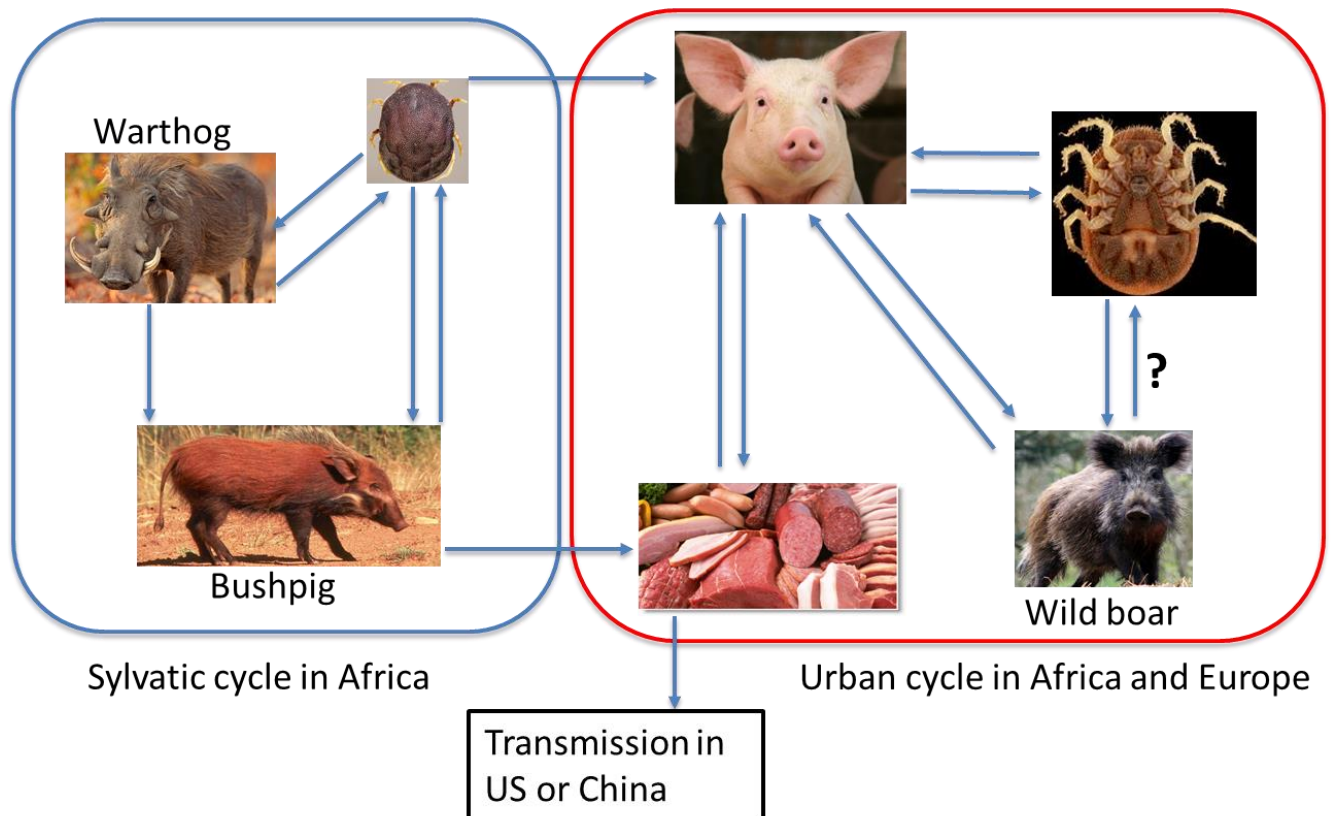 Warthog
Bushpig
?
Wild boar
Sylvatic cycle in Africa
Urban cycle in Africa and Europe
Transmission in
US or China